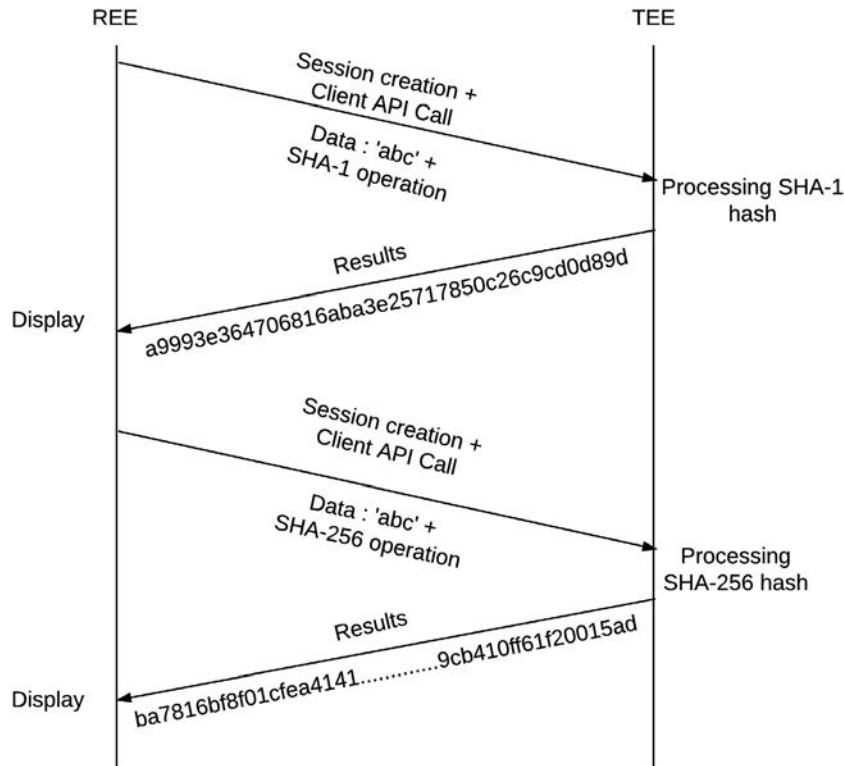 REE
TEE
Session creation +
Client API Call
Data : 'abc' +
SHA-1 operation
Processing SHA-1
hash
Results
a9993e364706816aba3e25717850c26c9cd0d89d
Display
Session creation +
Client API Call
Data : 'abc' +
SHA-256 operation
Processing
SHA-256 hash
Results
ba7816bf8f01cfea4141...........9cb410ff61f20015ad
Display